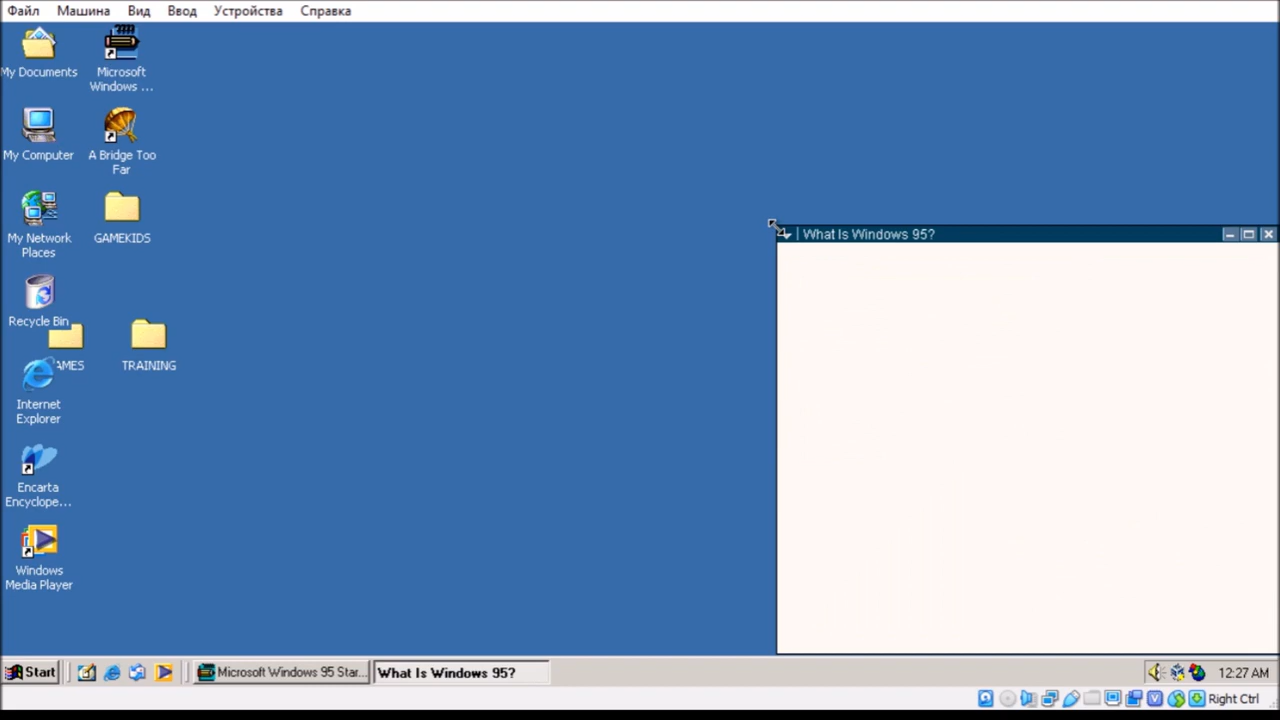 Файл Машина Вид Ввод Устройства Справка
My Documents
Microsoft
Windows ...
My Computer
A Bridge Too
Far
My Network
Places
GAMEKIDS
What Is Windows 95?
Recycle Bin
AMES
TRAINING
Internet
Explorer
Encarta
Encyclope...
Windows
Media Player
Start
Microsoft Windows 95 Star...
What Is Windows 95?
12:27 AM
Right Ctrl